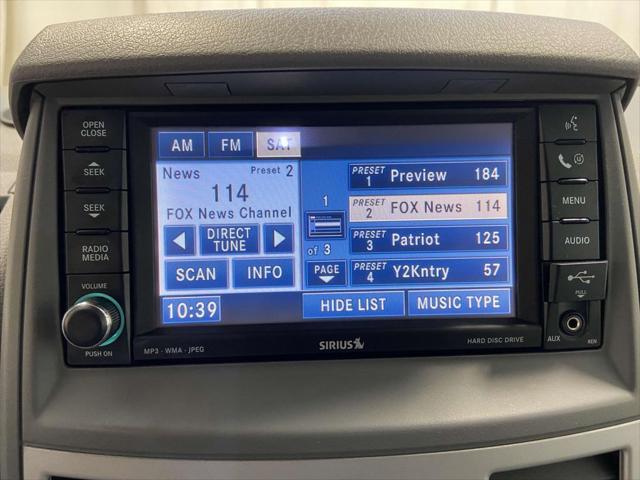 OPEN
CLOSE
SEEK
SEEK
RADIO
MEDIA
VOLUME
PUSH ON
AM
FM
SAT
News
Preset 2
114
FOX News Channel
DIRECT
TUNE
SCAN
INFO
10:39
1
of 3
PAGE
PRESET
1
Preview 184
PRESET
2
FOX News 114
PRESET
3
Patriot 125
PRESET
4
Y2Kntry 57
HIDE LIST
MUSIC TYPE
MENU
AUDIO
PULL
AUX
REN
MP3 - WMA - JPEG
SIRIUS
HARD DISC DRIVE